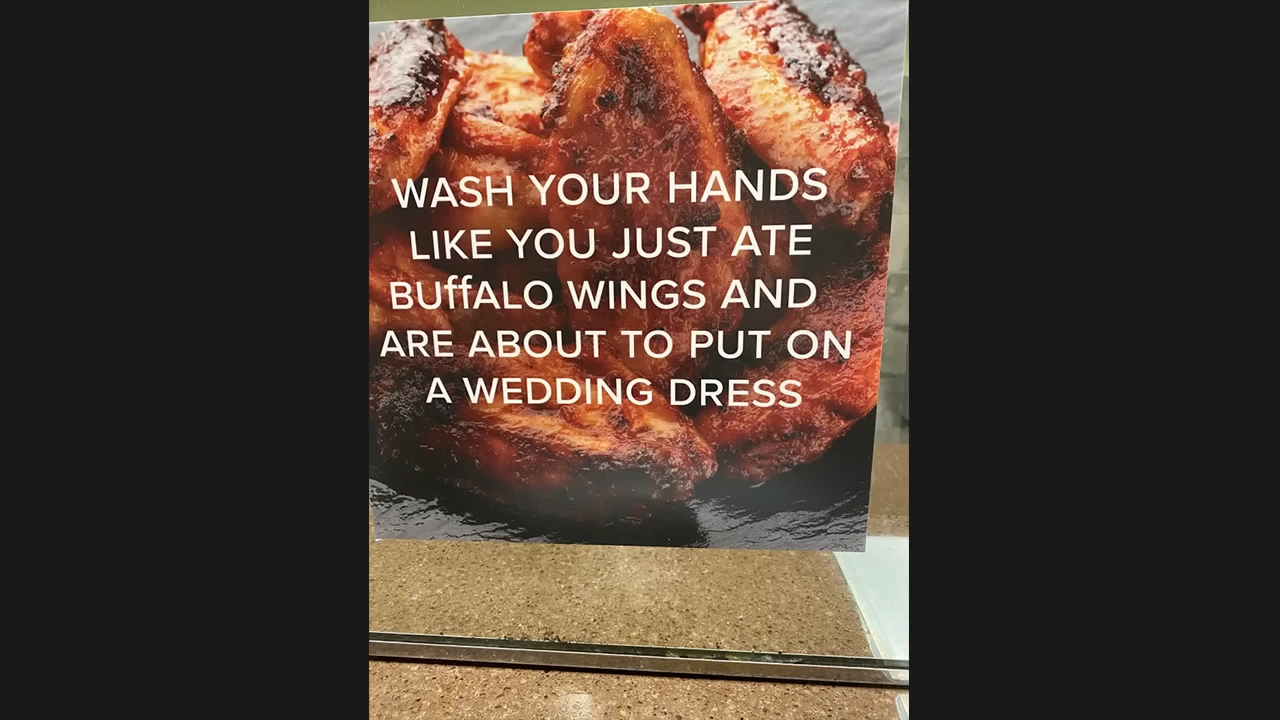 WASH YOUR HANDS
LIKE YOU JUST ATE
BUffALO WINGS AND
ARE ABOUT TO PUT ON
A WEDDING DRESS